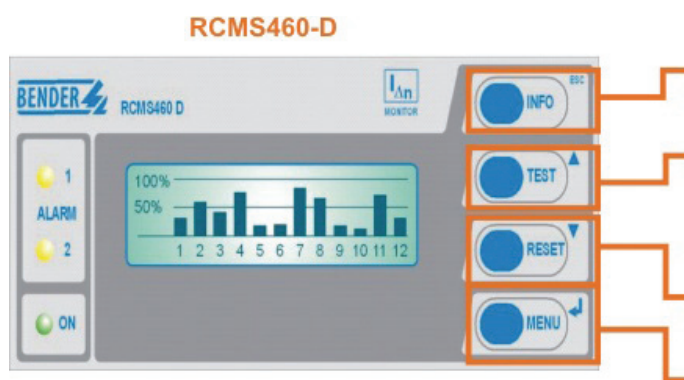 RCMS460-D
BENDER
RCMS460 D
IΔn
MONITOR
ESC
INFO
1
ALARM
2
ON
100%
50%
1 2 3 4 5 6 7 8 9 10 11 12
TEST
RESET
MENU